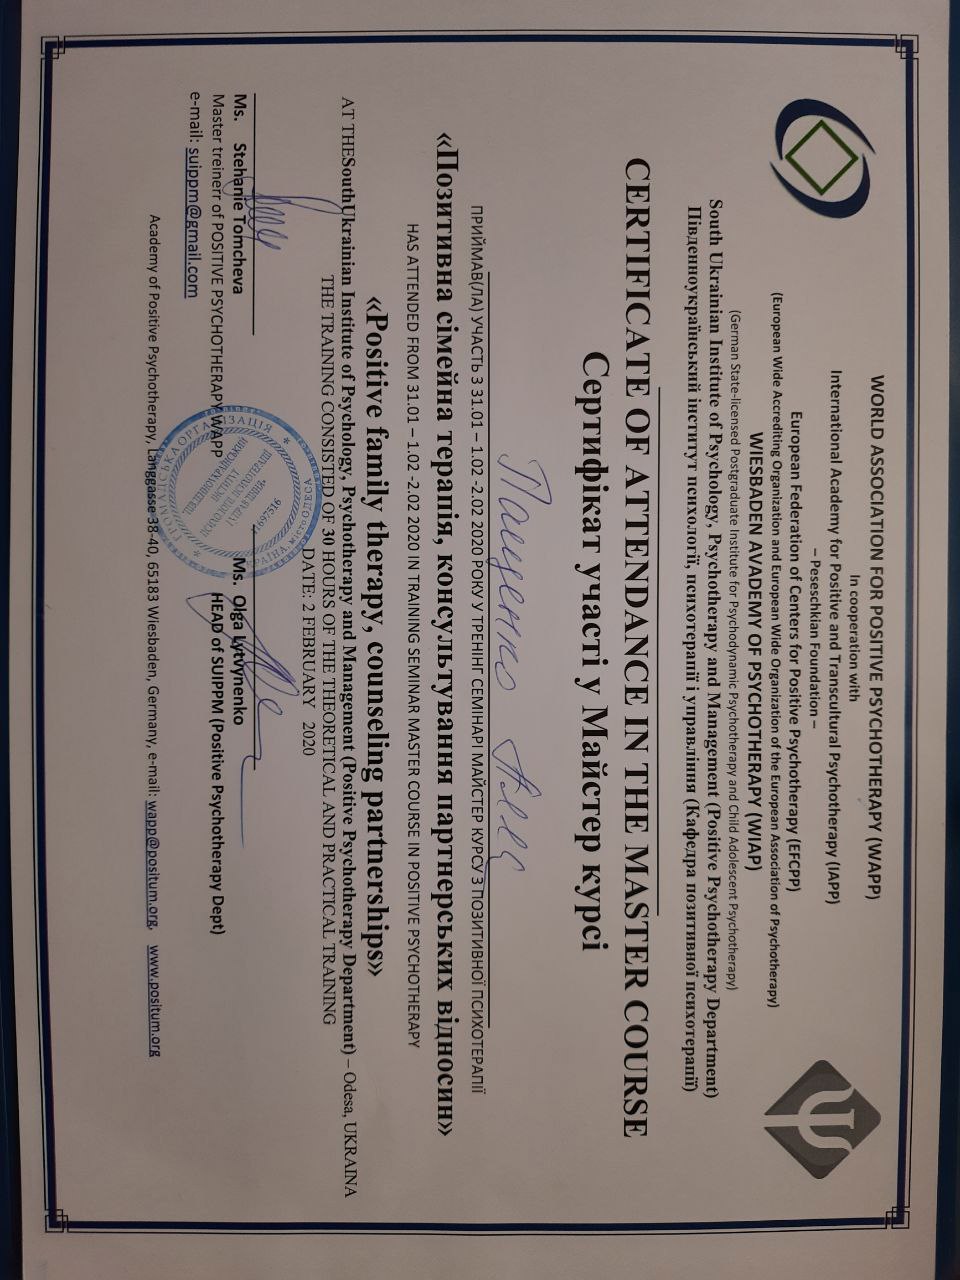 WORLD ASSOCIATION FOR POSITIVE PSYCHOTHERAPY (WAPP)
In cooperation with
International Academy for Positive and Transcultural Psychotherapy (IAPP)
– Peseschkian Foundation –
European Federation of Centers for Positive Psychotherapy (EFCPP)
(European Wide Accrediting Organization and European Wide Organization of the European Association of Psychotherapy)
WIESBADEN AVADEMY OF PSYCHOTHERAPY (WIAP)
(German State-licensed Postgraduate Institute for Psychodynamic Psychotherapy and Child Adolescent Psychotherapy)
South Ukrainian Institute of Psychology, Psychotherapy and Management (Positive Psychotherapy Department)
Південноукраїнський інститут психології, психотерапії і управління (Кафедра позитивної психотерапії)
CERTIFICATE OF ATTENDANCE IN THE MASTER COURSE
Сертифікат участі у Майстер курсі
ПРИЙМАВ(ЛА) УЧАСТЬ З 31.01 – 1.02 -2.02 2020 РОКУ У ТРЕНІНГ СЕМІНАРІ МАЙСТЕР КУРСУ З ПОЗИТИВНОЇ ПСИХОТЕРАПІЇ
«Позитивна сімейна терапія, консультування партнерських відносин»
HAS ATTENDED FROM 31.01 – 1.02 -2.02 2020 IN TRAINING SEMINAR MASTER COURSE IN POSITIVE PSYCHOTHERAPY
«Positive family therapy, counseling partnerships»
AT THESouthUkrainian Institute of Psychology, Psychotherapy and Management (Positive Psychotherapy Department) – Odesa, UKRAINA
THE TRAINING CONSISTED OF 30 HOURS OF THE THEORETICAL AND PRACTICAL TRAINING
DATE: 2 FEBRUARY 2020
Ms. Stehanie Tomcheva
Master treinerr of POSITIVE PSYCHOTHERAPY WAPP
e-mail: suippm@gmail.com
Ms. Olga Lytvynenko
HEAD of SUIPPM (Positive Psychotherapy Dept)
Academy of Positive Psychotherapy, Langgasse 38-40, 65183 Wiesbaden, Germany, e-mail: wapp@positum.org, www.positum.org